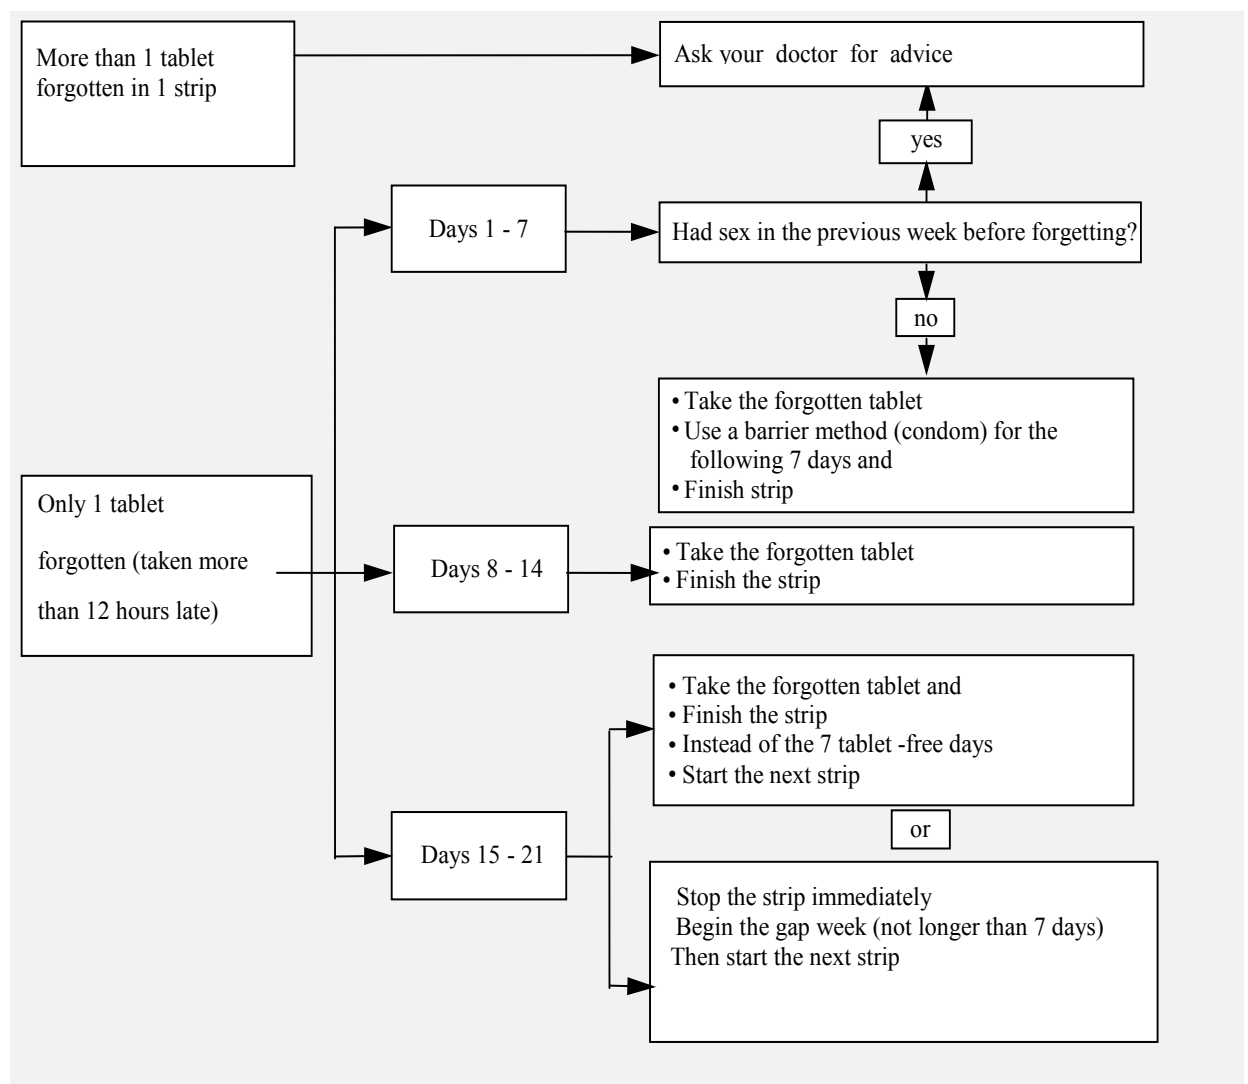 More than 1 tablet
forgotten in 1 strip
Ask your doctor for advice
yes
Days 1 - 7
Had sex in the previous week before forgetting?
no
• Take the forgotten tablet
• Use a barrier method (condom) for the
following 7 days and
• Finish strip
Only 1 tablet
forgotten (taken more
than 12 hours late)
Days 8 - 14
• Take the forgotten tablet
• Finish the strip
• Take the forgotten tablet and
• Finish the strip
• Instead of the 7 tablet -free days
• Start the next strip
or
Days 15 - 21
Stop the strip immediately
Begin the gap week (not longer than 7 days)
Then start the next strip